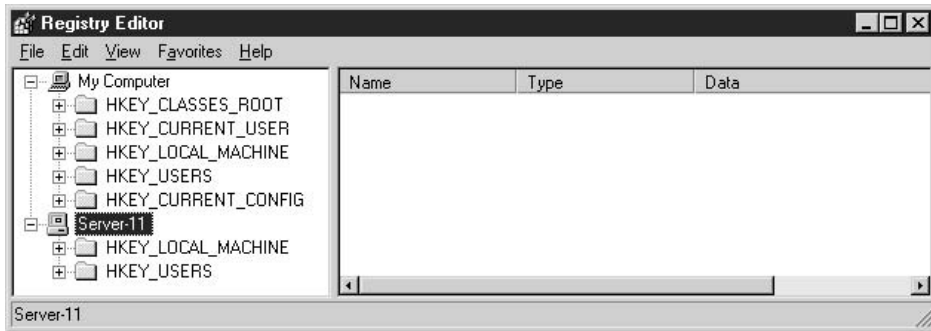 Registry Editor
File Edit View Favorites Help
My Computer
HKEY_CLASSES_ROOT
HKEY_CURRENT_USER
HKEY_LOCAL_MACHINE
HKEY_USERS
HKEY_CURRENT_CONFIG
Server-11
HKEY_LOCAL_MACHINE
HKEY_USERS
Name Type Data
Server-11